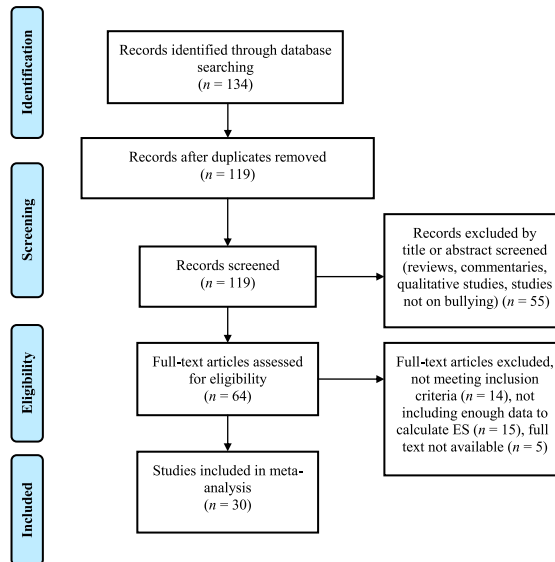 Identification
Records identified through database
searching
(n = 134)
Records after duplicates removed
(n = 119)
Screening
Records screened
(n = 119)
Records excluded by
title or abstract screened
(reviews, commentaries,
qualitative studies, studies
not on bullying) (n = 55)
Eligibility
Full-text articles assessed
for eligibility
(n = 64)
Full-text articles excluded,
not meeting inclusion
criteria (n = 14), not
including enough data to
calculate ES (n = 15), full
text not available (n = 5)
Included
Studies included in meta-
analysis
(n = 30)